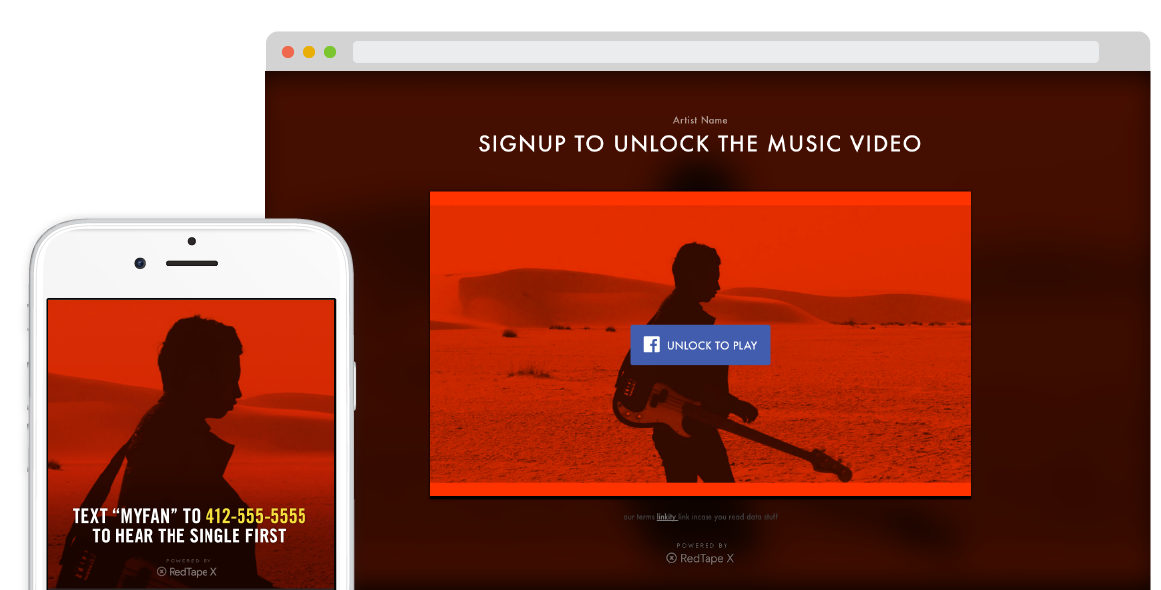 Artist Name
SIGNUP TO UNLOCK THE MUSIC VIDEO
UNLOCK TO PLAY
our terms linkity link incase you read data stuff
POWERED BY
RedTape X
TEXT “MYFAN” TO 412-555-5555
TO HEAR THE SINGLE FIRST
POWERED BY
RedTape X